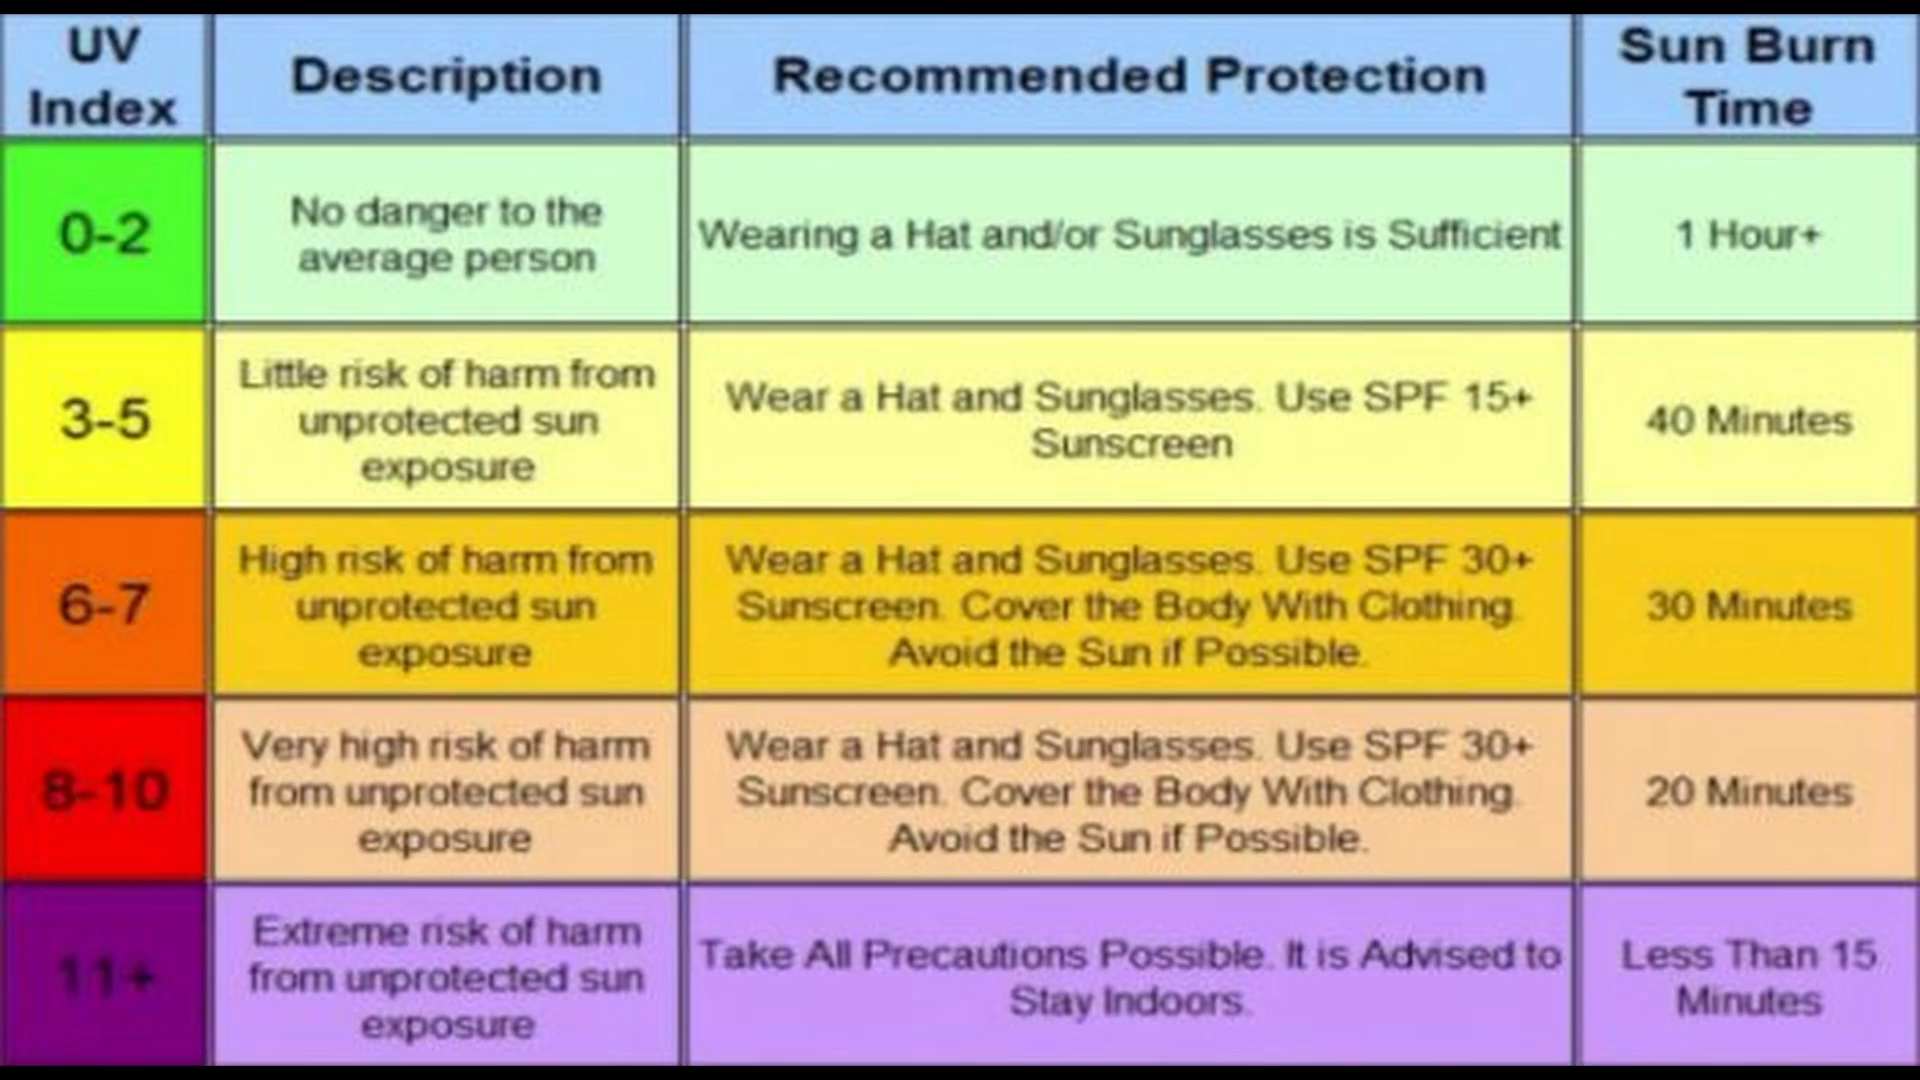 UV
Index
Description
Recommended Protection
Sun Burn
Time
0-2
No danger to the
average person
Wearing a Hat and/or Sunglasses is Sufficient
1 Hour+
3-5
Little risk of harm from
unprotected sun
exposure
Wear a Hat and Sunglasses. Use SPF 15+
Sunscreen
40 Minutes
6-7
High risk of harm from
unprotected sun
exposure
Wear a Hat and Sunglasses. Use SPF 30+
Sunscreen. Cover the Body With Clothing.
Avoid the Sun if Possible.
30 Minutes
8-10
Very high risk of harm
from unprotected sun
exposure
Wear a Hat and Sunglasses. Use SPF 30+
Sunscreen. Cover the Body With Clothing.
Avoid the Sun if Possible.
20 Minutes
11+
Extreme risk of harm
from unprotected sun
exposure
Take All Precautions Possible. It is Advised to
Stay Indoors.
Less Than 15
Minutes